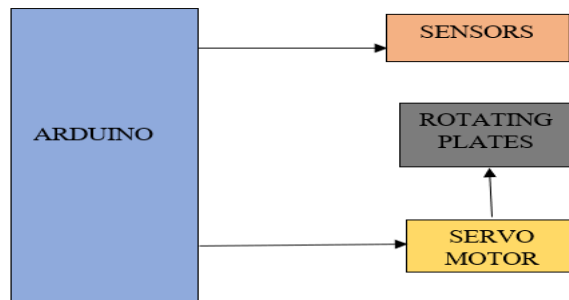 SENSORS
ROTATING
PLATES
ARDUINO
SERVO
MOTOR